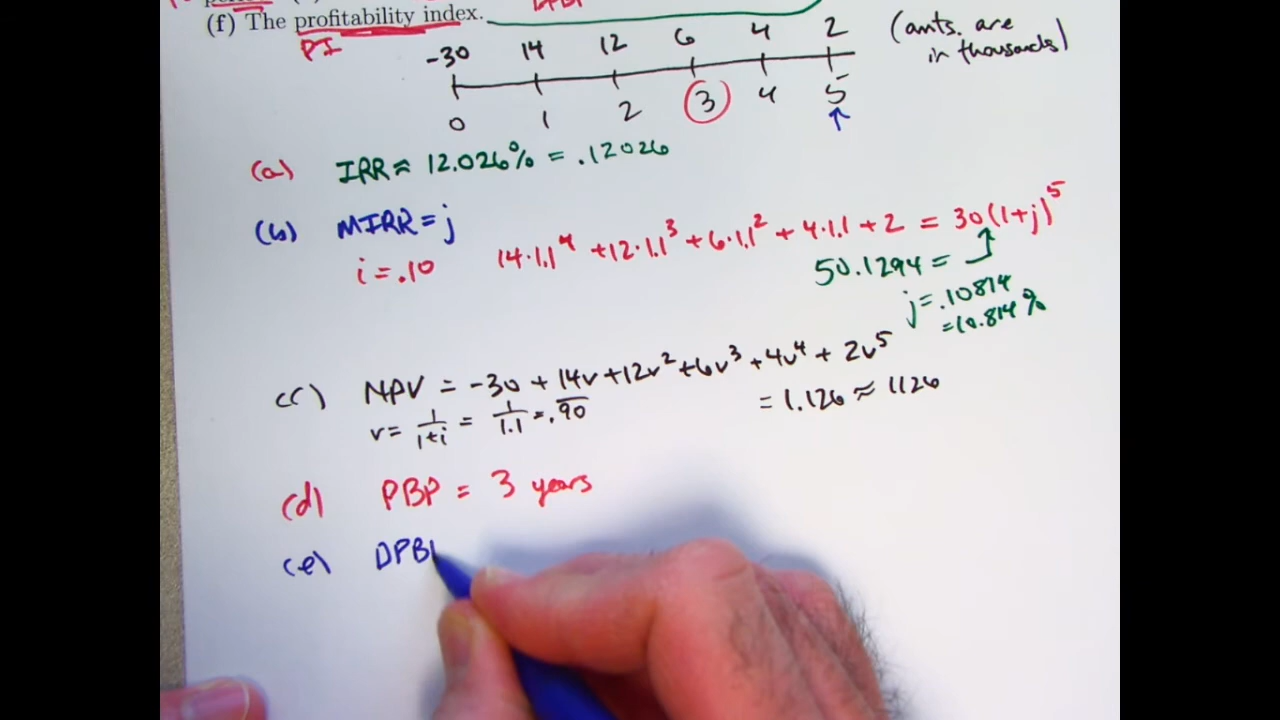 (f) The profitability index.
PI
-30 14 12 6 4 2 (amts. are in thousands)
0 1 2 3 4 5 ↑
(a) IRR ≈ 12.026% = .12026
(b) MIRR = j
i = .10 14·1.1^4 + 12·1.1^3 + 6·1.1^2 + 4·1.1 + 2 = 30(1+j)^5
50.1294 =
j = .10814
= 10.814%
(c) NPV = -30 + 14v + 12v^2 + 6v^3 + 4v^4 + 2v^5
v = 1/(1+i) = 1/1.1 = .90 = 1.126 ≈ 1126
(d) PBP = 3 years
(e) DPB